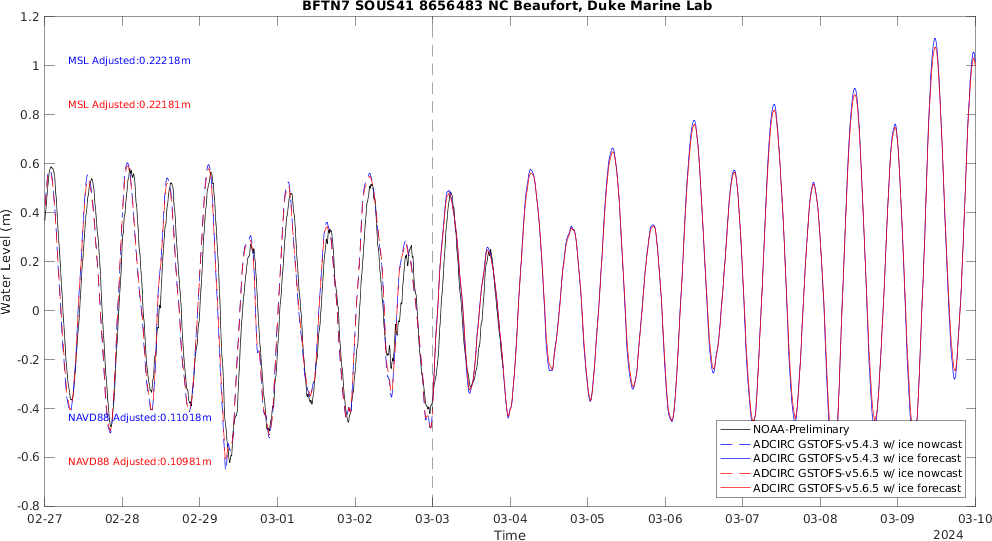 BFTN7 SOUS41 8656483 NC Beaufort, Duke Marine Lab
1.2
1
0.8
0.6
0.4
0.2
0
-0.2
-0.4
-0.6
-0.8
Water Level (m)
MSL Adjusted:0.22218m
MSL Adjusted:0.22181m
NAVD88 Adjusted:0.11018m
NAVD88 Adjusted:0.10981m
NOAA-Preliminary
ADCIRC GSTOFS-v5.4.3 w/ ice nowcast
ADCIRC GSTOFS-v5.4.3 w/ ice forecast
ADCIRC GSTOFS-v5.6.5 w/ ice nowcast
ADCIRC GSTOFS-v5.6.5 w/ ice forecast
02-27 02-28 02-29 03-01 03-02 03-03 03-04 03-05 03-06 03-07 03-08 03-09 03-10
Time
2024